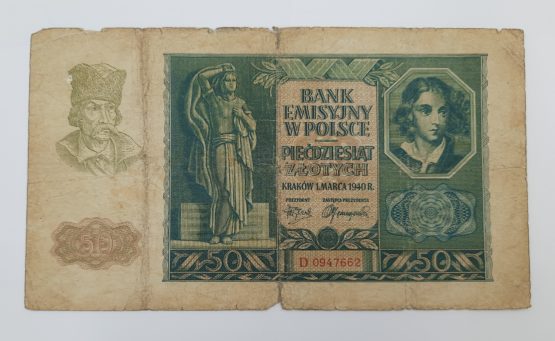 BANK
EMISYJNY
W POLSCE
PIĘĆDZIESIĄT
ZŁOTYCH
KRAKÓW 1. MARCA 1940 R.
PREZYDENT ZASTĘPCA PREZYDENTA
50
50
50
D 0947662